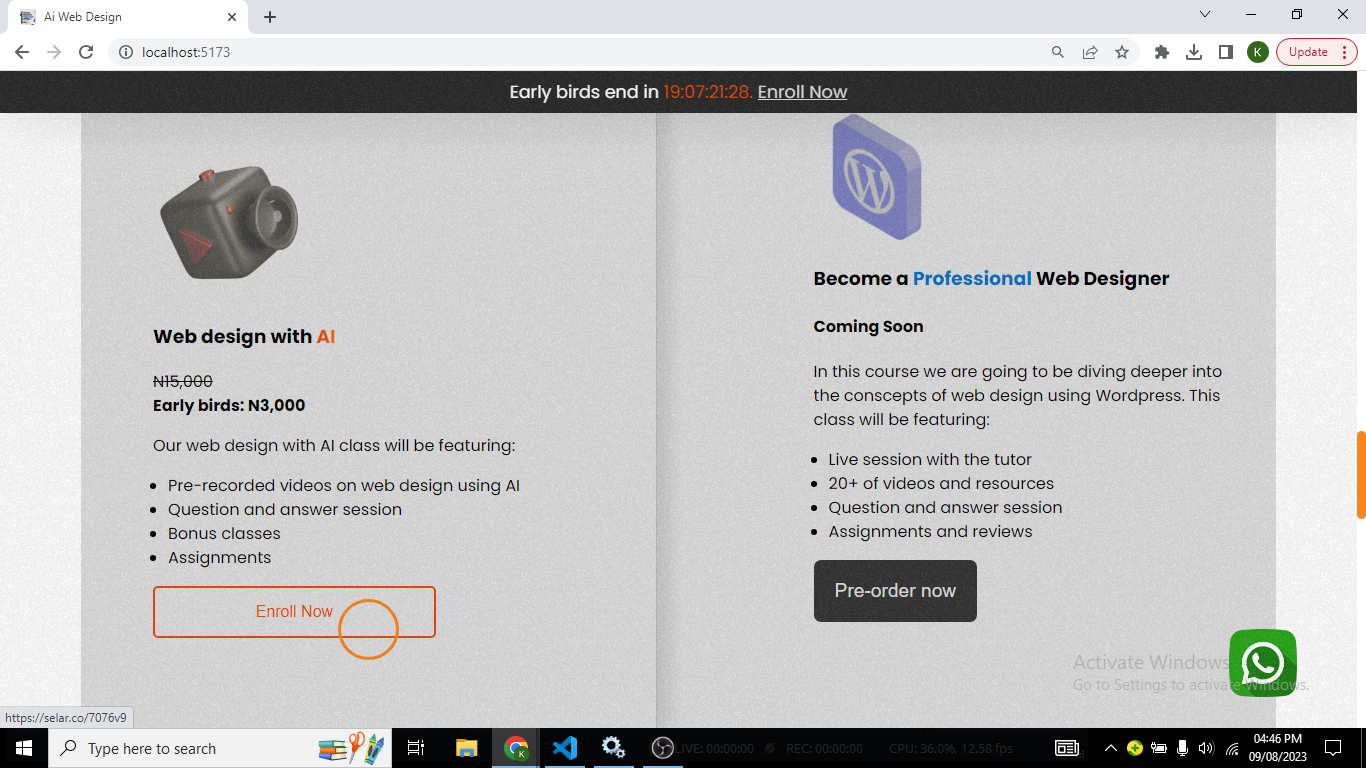 Ai Web Design
localhost:5173
K
Update
Early birds end in 19:07:21:28. Enroll Now
Web design with AI
N15,000
Early birds: N3,000
Our web design with AI class will be featuring:
Pre-recorded videos on web design using AI
Question and answer session
Bonus classes
Assignments
Enroll Now
Become a Professional Web Designer
Coming Soon
In this course we are going to be diving deeper into
the conscepts of web design using Wordpress. This
class will be featuring:
Live session with the tutor
20+ of videos and resources
Question and answer session
Assignments and reviews
Pre-order now
Activate Windows
Go to Settings to activate Windows.
https://selar.co/7076v9
Type here to search
LIVE: 00:00:00
REC: 00:00:00
CPU: 36.0%, 12.58 fps
04:46 PM
09/08/2023